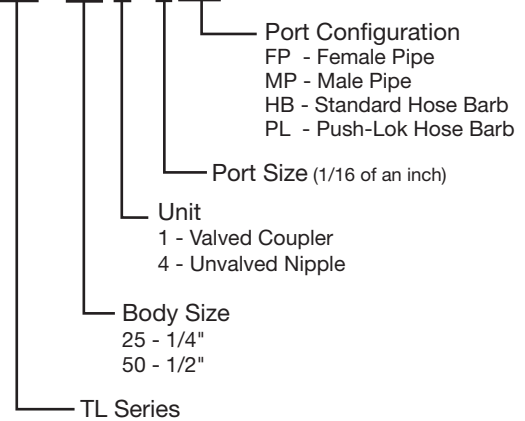 Port Configuration
FP - Female Pipe
MP - Male Pipe
HB - Standard Hose Barb
PL - Push-Lok Hose Barb
Port Size (1/16 of an inch)
Unit
1 - Valved Coupler
4 - Unvalved Nipple
Body Size
25 - 1/4"
50 - 1/2"
TL Series